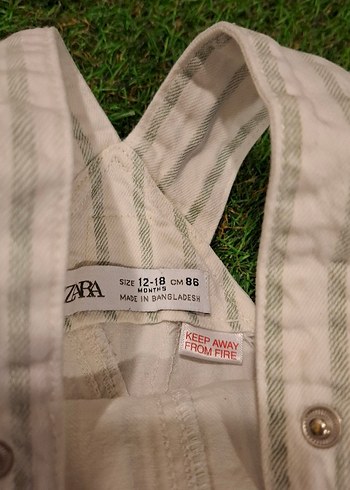 ZARA
SIZE 12-18 CM 86
MONTHS
MADE IN BANGLADESH
KEEP AWAY
FROM FIRE